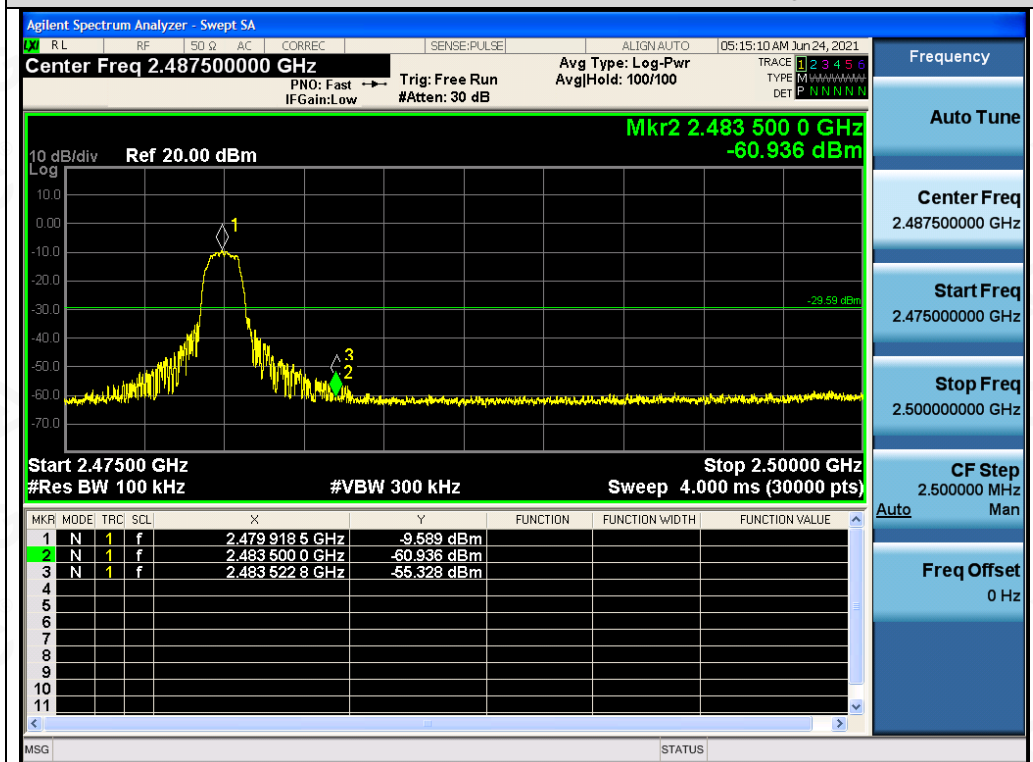 Agilent Spectrum Analyzer - Swept SA
LXI RL RF 50 Ω AC CORREC SENSE:PULSE ALIGN AUTO 05:15:10 AM Jun 24, 2021
Center Freq 2.487500000 GHz
PNO: Fast
IFGain:Low
Trig: Free Run
#Atten: 30 dB
Avg Type: Log-Pwr
Avg|Hold: 100/100
TRACE 1 2 3 4 5 6
TYPE M
DET P N N N N N
Mkr2 2.483 500 0 GHz
-60.936 dBm
10 dB/div Ref 20.00 dBm
Log
10.0
0.00
-10.0
-20.0
-30.0
-40.0
-50.0
-60.0
-70.0
1
3
2
-29.59 dBm
Start 2.47500 GHz Stop 2.50000 GHz
#Res BW 100 kHz #VBW 300 kHz Sweep 4.000 ms (30000 pts)
MKR MODE TRC SCL X Y FUNCTION FUNCTION WIDTH FUNCTION VALUE
1 N 1 f 2.479 918 5 GHz -9.589 dBm
2 N 1 f 2.483 500 0 GHz -60.936 dBm
3 N 1 f 2.483 522 8 GHz -55.328 dBm
4
5
6
7
8
9
10
11
MSG STATUS
Frequency
Auto Tune
Center Freq
2.487500000 GHz
Start Freq
2.475000000 GHz
Stop Freq
2.500000000 GHz
CF Step
2.500000 MHz
Auto Man
Freq Offset
0 Hz